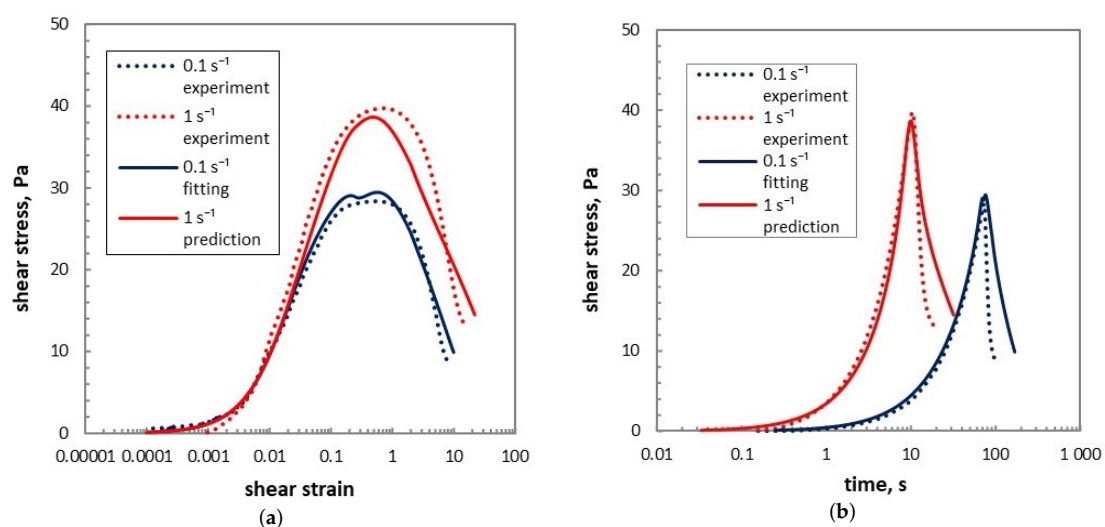 50
40
30
20
10
0
shear stress, Pa
0.1 s⁻¹
experiment
1 s⁻¹
experiment
0.1 s⁻¹
fitting
1 s⁻¹
prediction
0.00001 0.0001 0.001 0.01 0.1 1 10 100
shear strain
(a)
50
40
30
20
10
0
shear stress, Pa
0.1 s⁻¹
experiment
1 s⁻¹
experiment
0.1 s⁻¹
fitting
1 s⁻¹
prediction
0.01 0.1 1 10 100 1 000
time, s
(b)